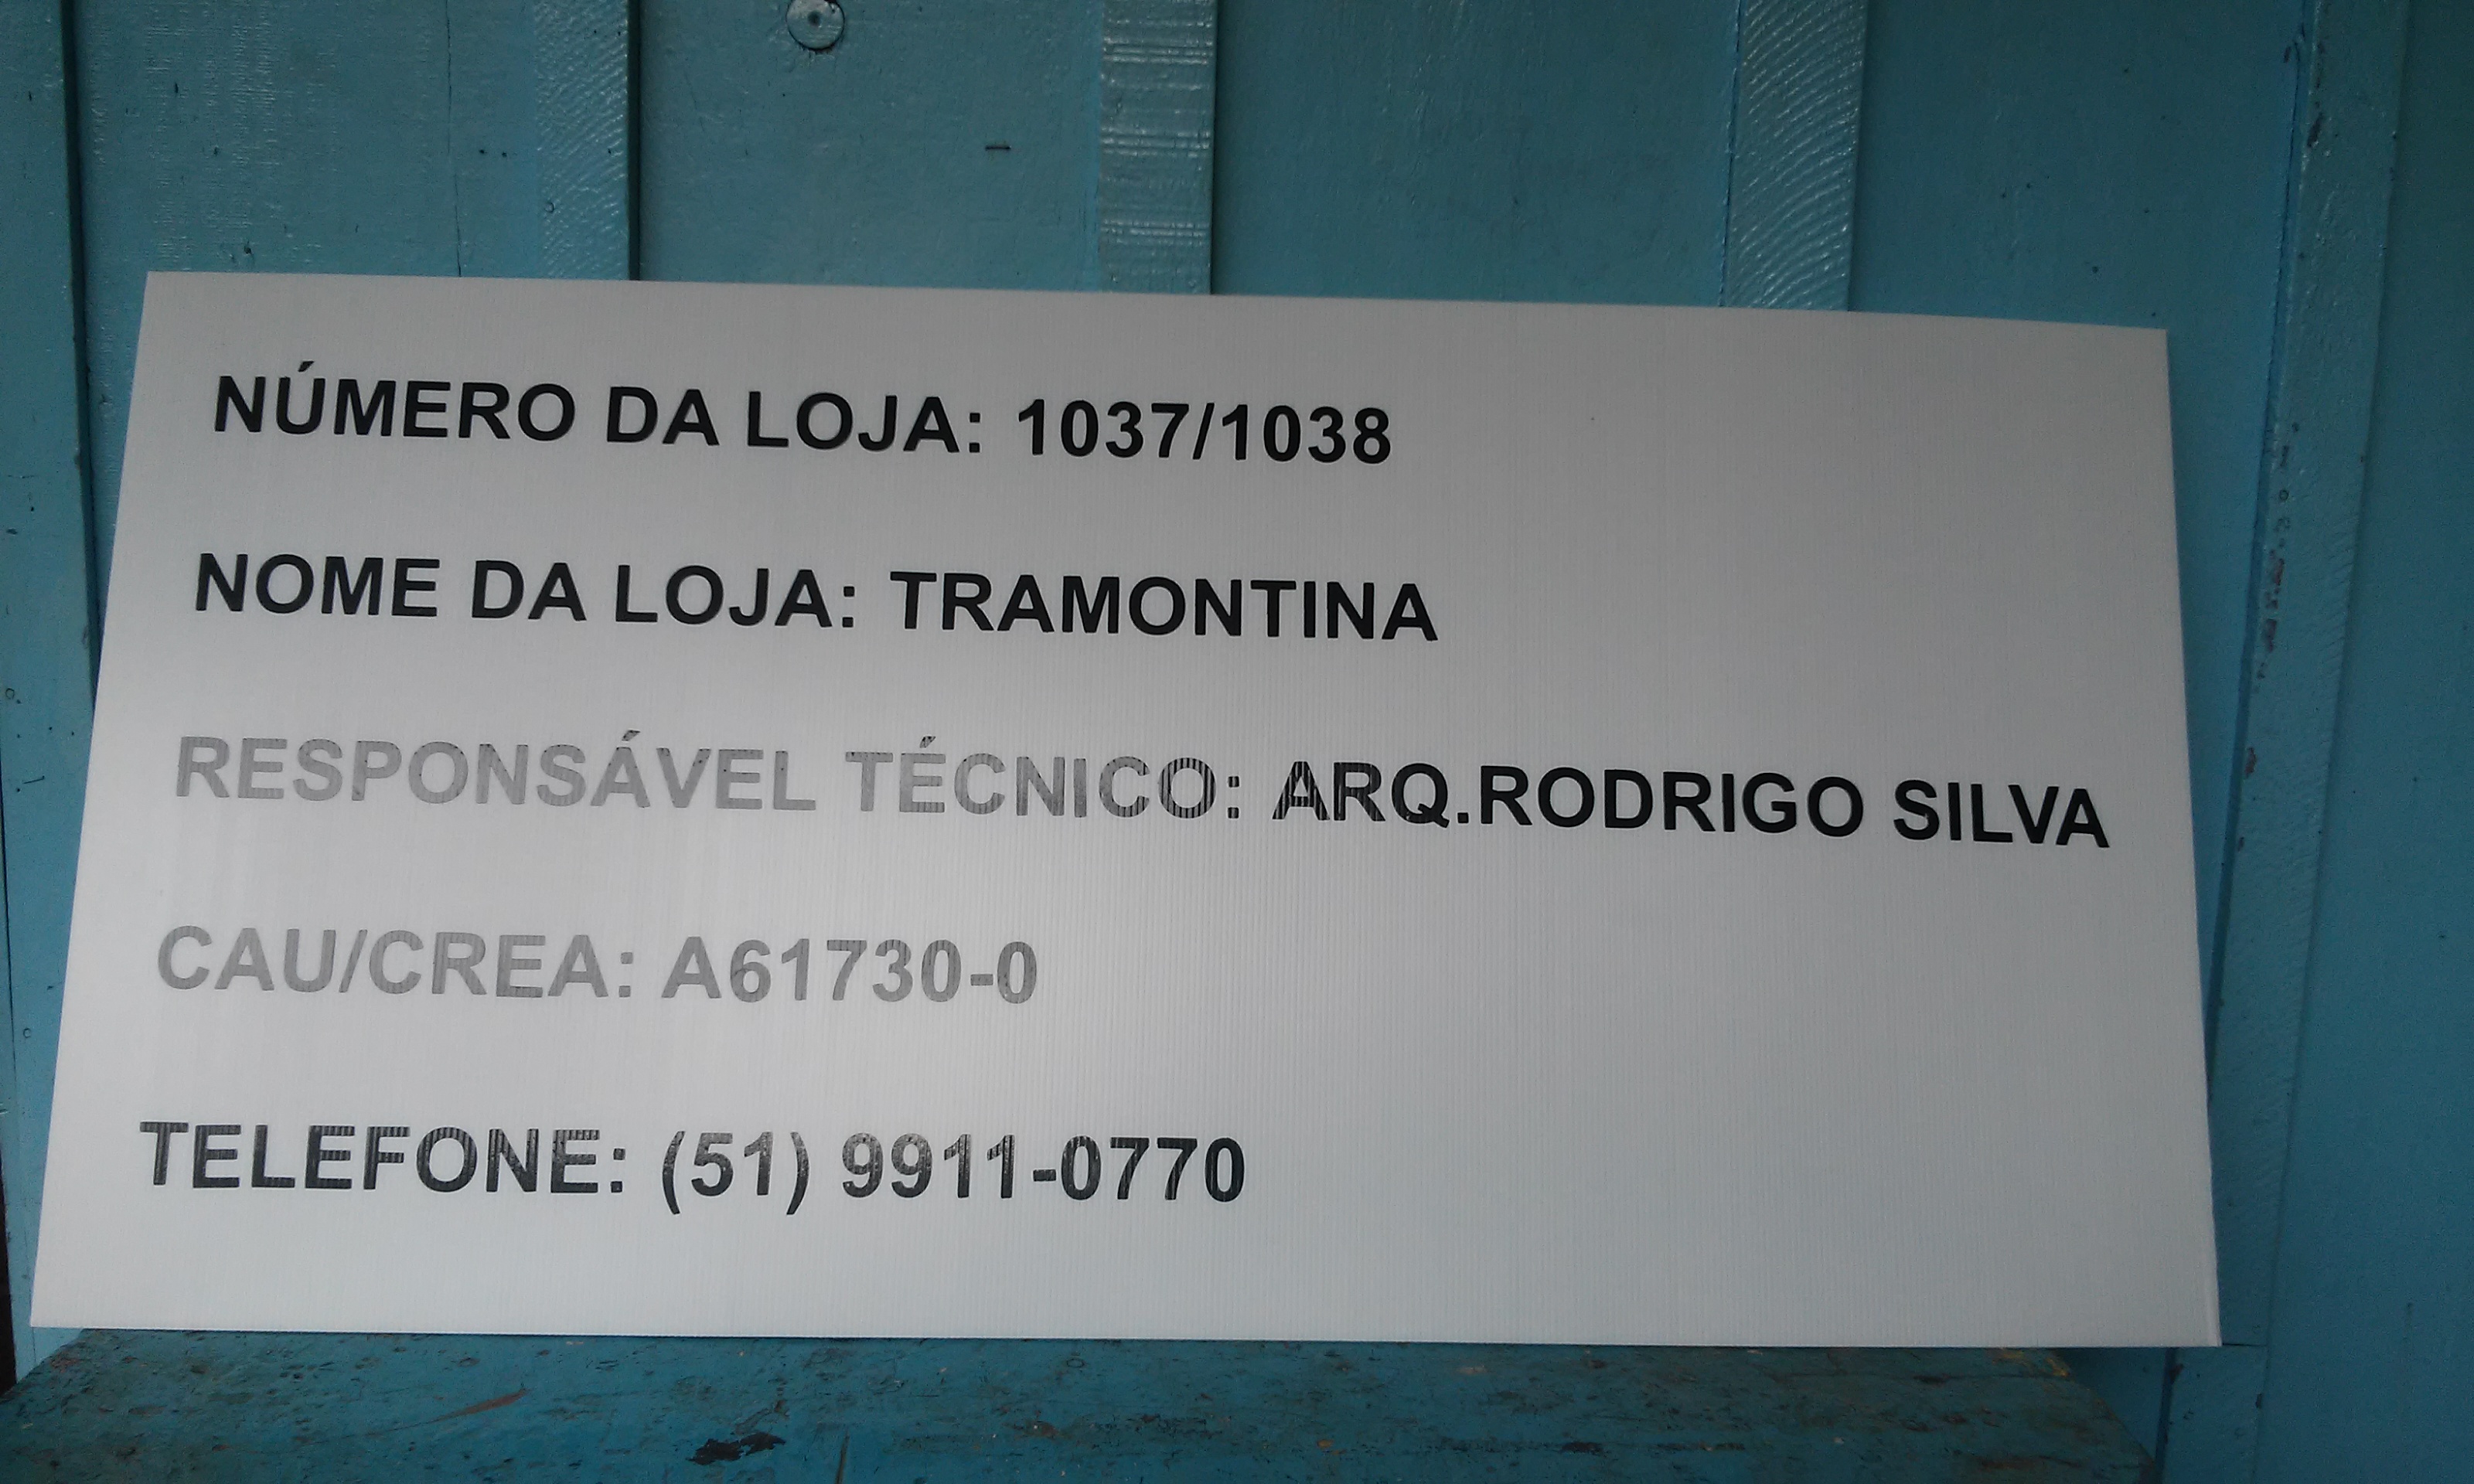 NÚMERO DA LOJA: 1037/1038
NOME DA LOJA: TRAMONTINA
RESPONSÁVEL TÉCNICO: ARQ.RODRIGO SILVA
CAU/CREA: A61730-0
TELEFONE: (51) 9911-0770